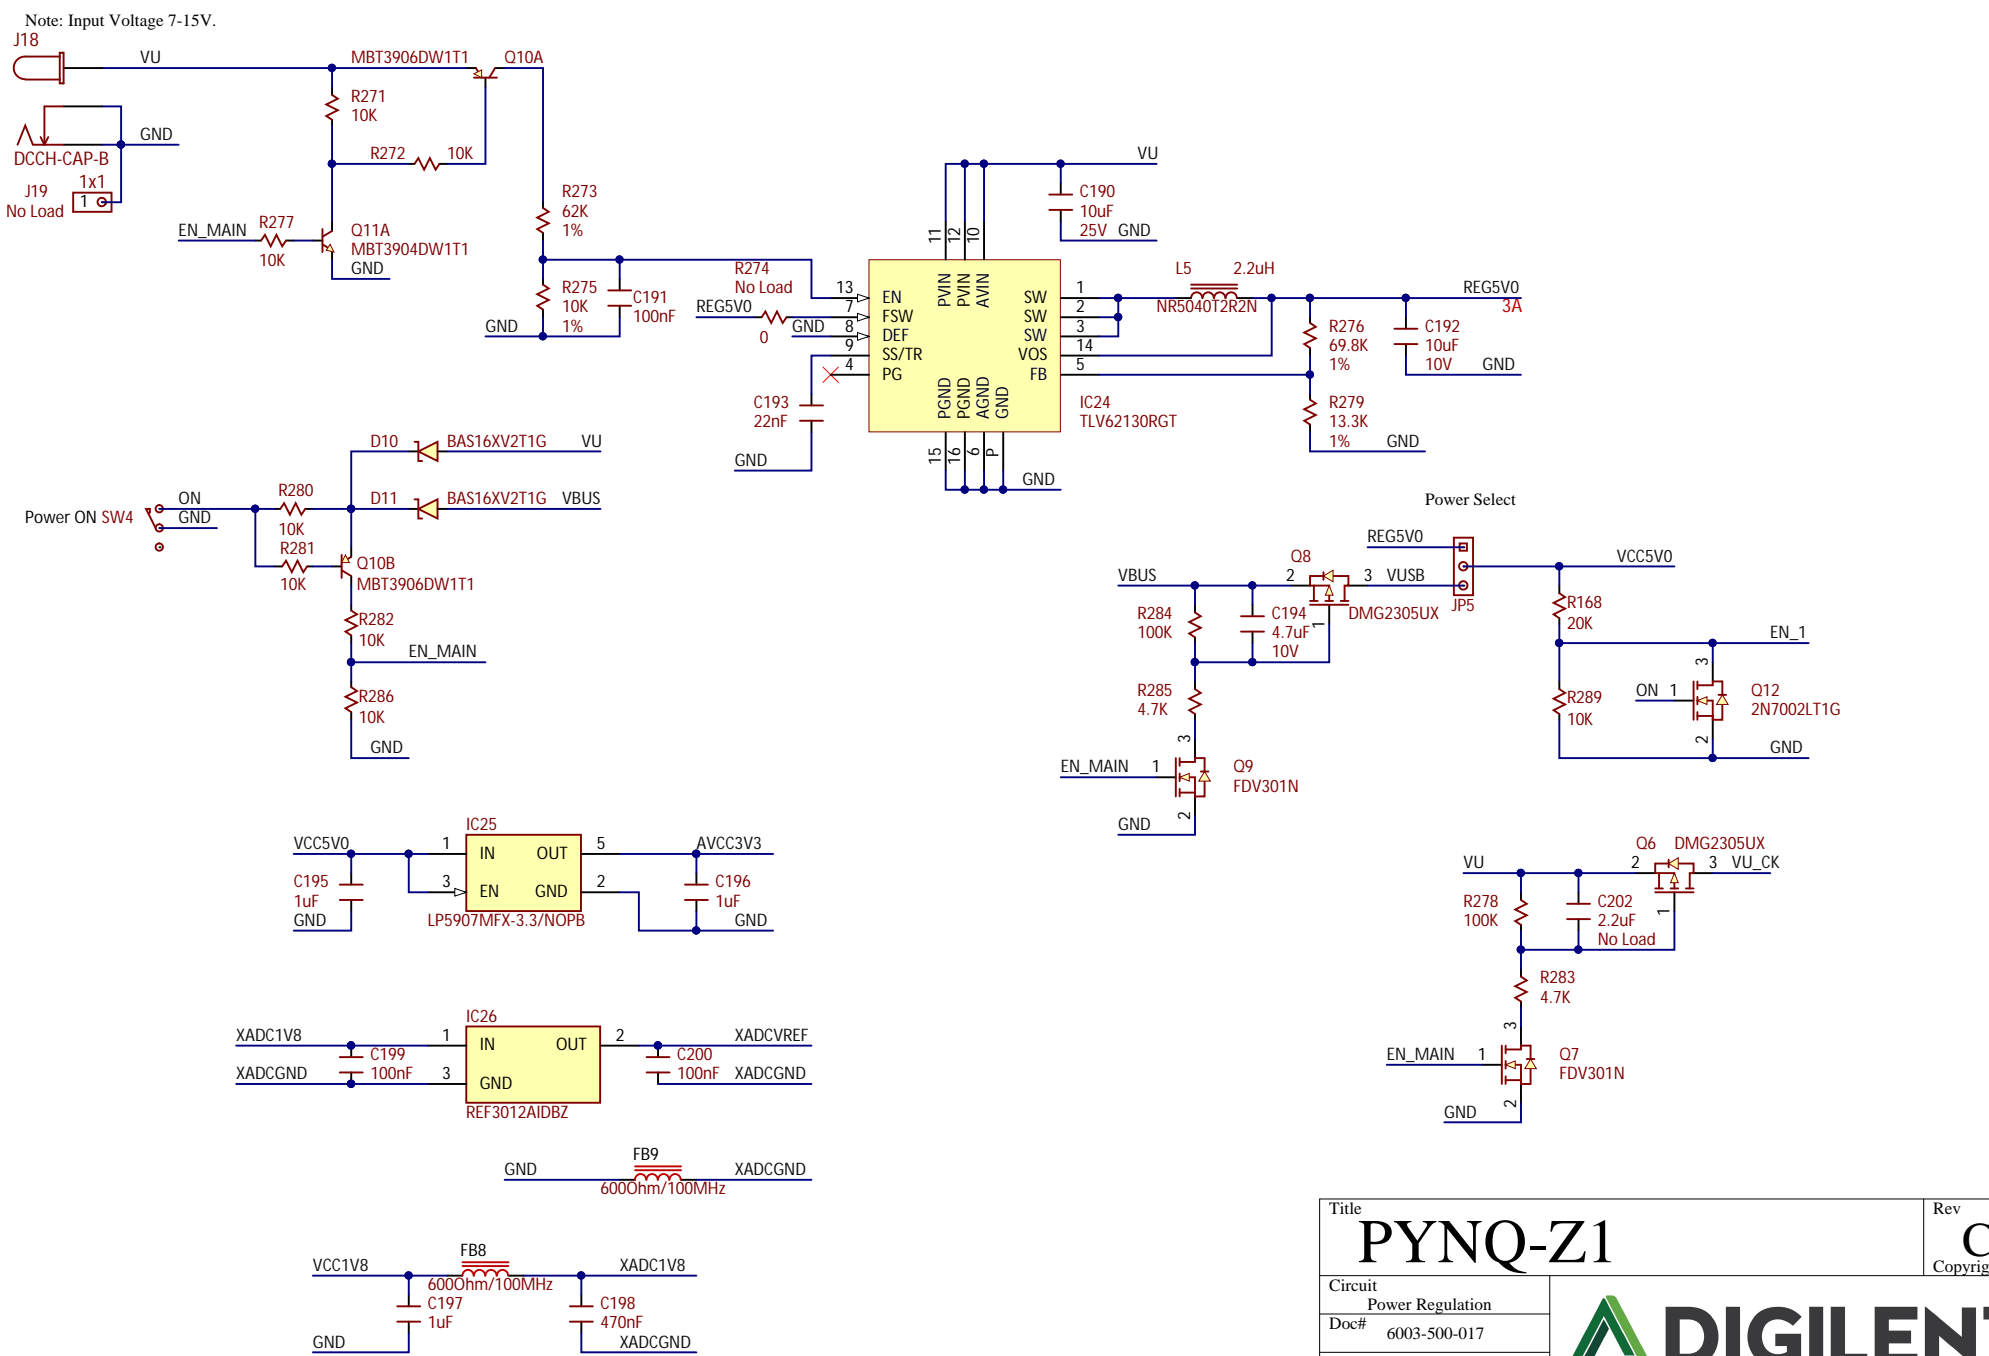 Note: Input Voltage 7-15V.
J18
VU
MBT3906DW1T1
Q10A
R271
10K
GND
DCCH-CAP-B
R272
10K
J19
1x1
No Load
1
EN_MAIN
R277
10K
Q11A
MBT3904DW1T1
GND
R273
62K
1%
R275
10K
1%
GND
C191
100nF
R274
No Load
REG5V0
0
GND
VU
C190
10uF
25V
GND
11
12
10
PVIN
PVIN
AVIN
13
EN
7
FSW
8
DEF
9
SS/TR
4
PG
SW
1
SW
2
SW
3
VOS
14
FB
5
PGND
PGND
AGND
GND
15
16
6
P
GND
IC24
TLV62130RGT
C193
22nF
GND
L5
2.2uH
NR5040T2R2N
REG5V0
3A
R276
69.8K
1%
C192
10uF
10V
GND
R279
13.3K
1%
GND
D10
BAS16XV2T1G
VU
D11
BAS16XV2T1G
VBUS
Power ON SW4
ON
GND
R280
10K
R281
10K
Q10B
MBT3906DW1T1
R282
10K
EN_MAIN
R286
10K
GND
Power Select
REG5V0
Q8
VBUS
2
3
VUSB
DMG2305UX
1
JP5
VCC5V0
R284
100K
C194
4.7uF
10V
R285
4.7K
EN_MAIN
1
3
2
Q9
FDV301N
GND
R168
20K
EN_1
R289
10K
ON
1
3
2
Q12
2N7002LT1G
GND
IC25
VCC5V0
1
IN
OUT
5
AVCC3V3
3
EN
GND
2
C195
1uF
GND
LP5907MFX-3.3/NOPB
C196
1uF
GND
Q6
DMG2305UX
VU
2
3
VU_CK
1
R278
100K
C202
2.2uF
No Load
R283
4.7K
EN_MAIN
1
3
2
Q7
FDV301N
GND
IC26
XADC1V8
1
IN
OUT
2
XADCVREF
C199
100nF
XADCGND
3
GND
C200
100nF
XADCGND
REF3012AIDBZ
FB9
GND
XADCGND
600Ohm/100MHz
FB8
VCC1V8
XADC1V8
600Ohm/100MHz
C197
1uF
GND
C198
470nF
XADCGND
Title
PYNQ-Z1
Rev
C
Copyrig
Circuit
Power Regulation
Doc#
6003-500-017
DIGILENT